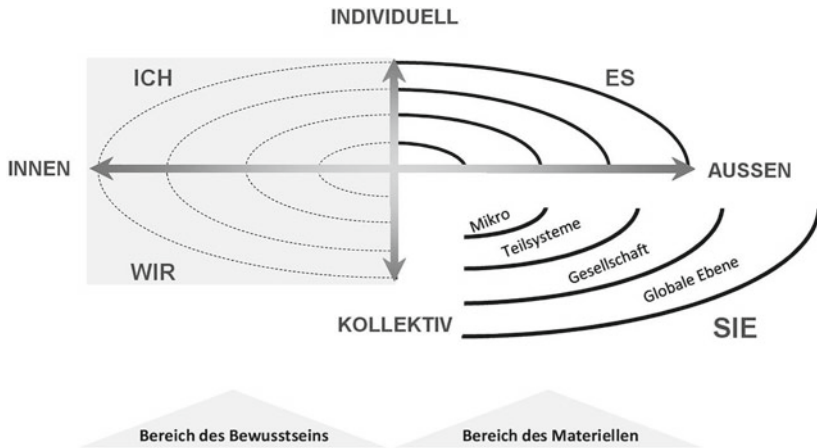 INDIVIDUELL
ICH
ES
INNEN
AUSSEN
Mikro
Teilsysteme
Gesellschaft
Globale Ebene
WIR
KOLLEKTIV
SIE
Bereich des Bewusstseins
Bereich des Materiellen